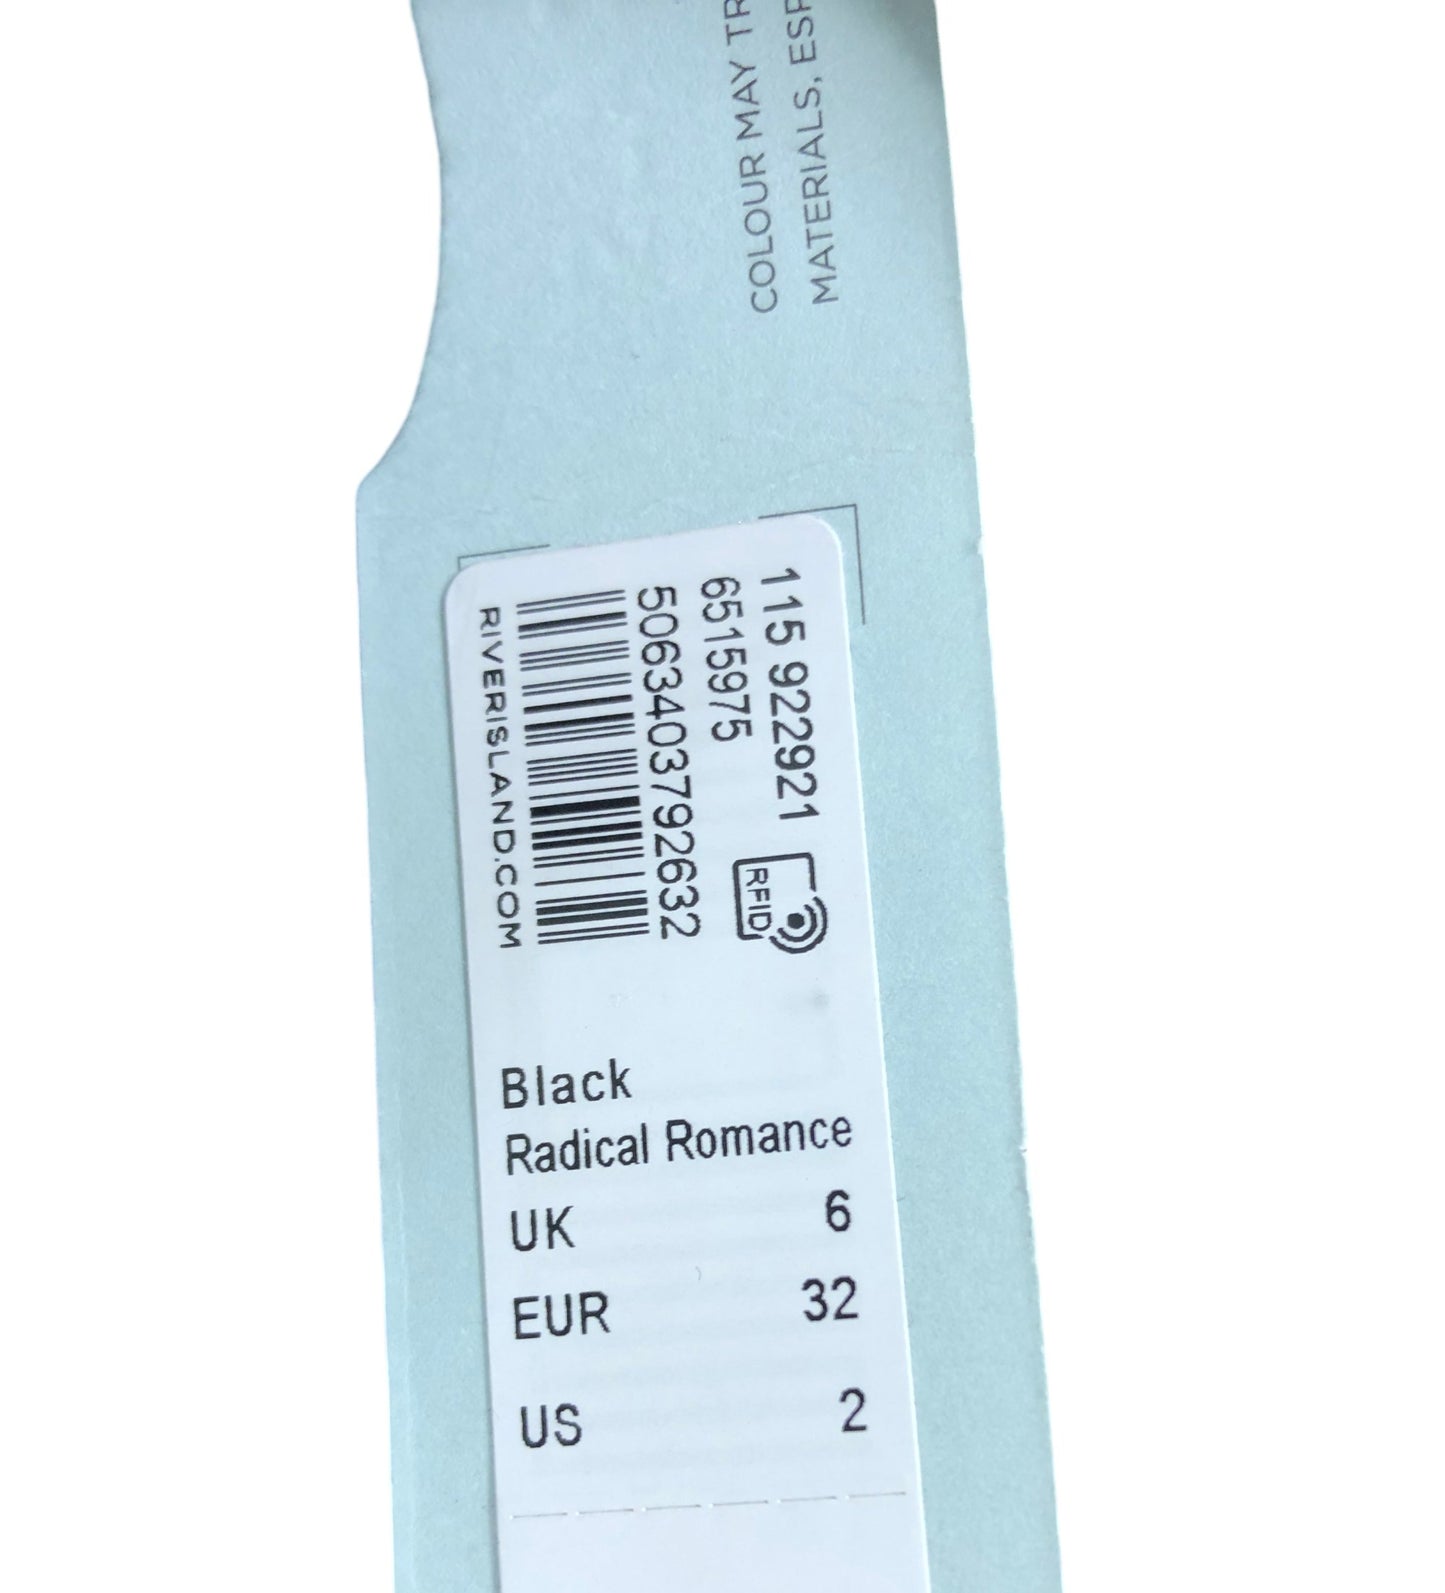 COLOUR MAY TR
MATERIALS, ESP
115 922921
6515975
5063403792632
RIVERISLAND.COM
RFID
Black
Radical Romance
UK 6
EUR 32
US 2